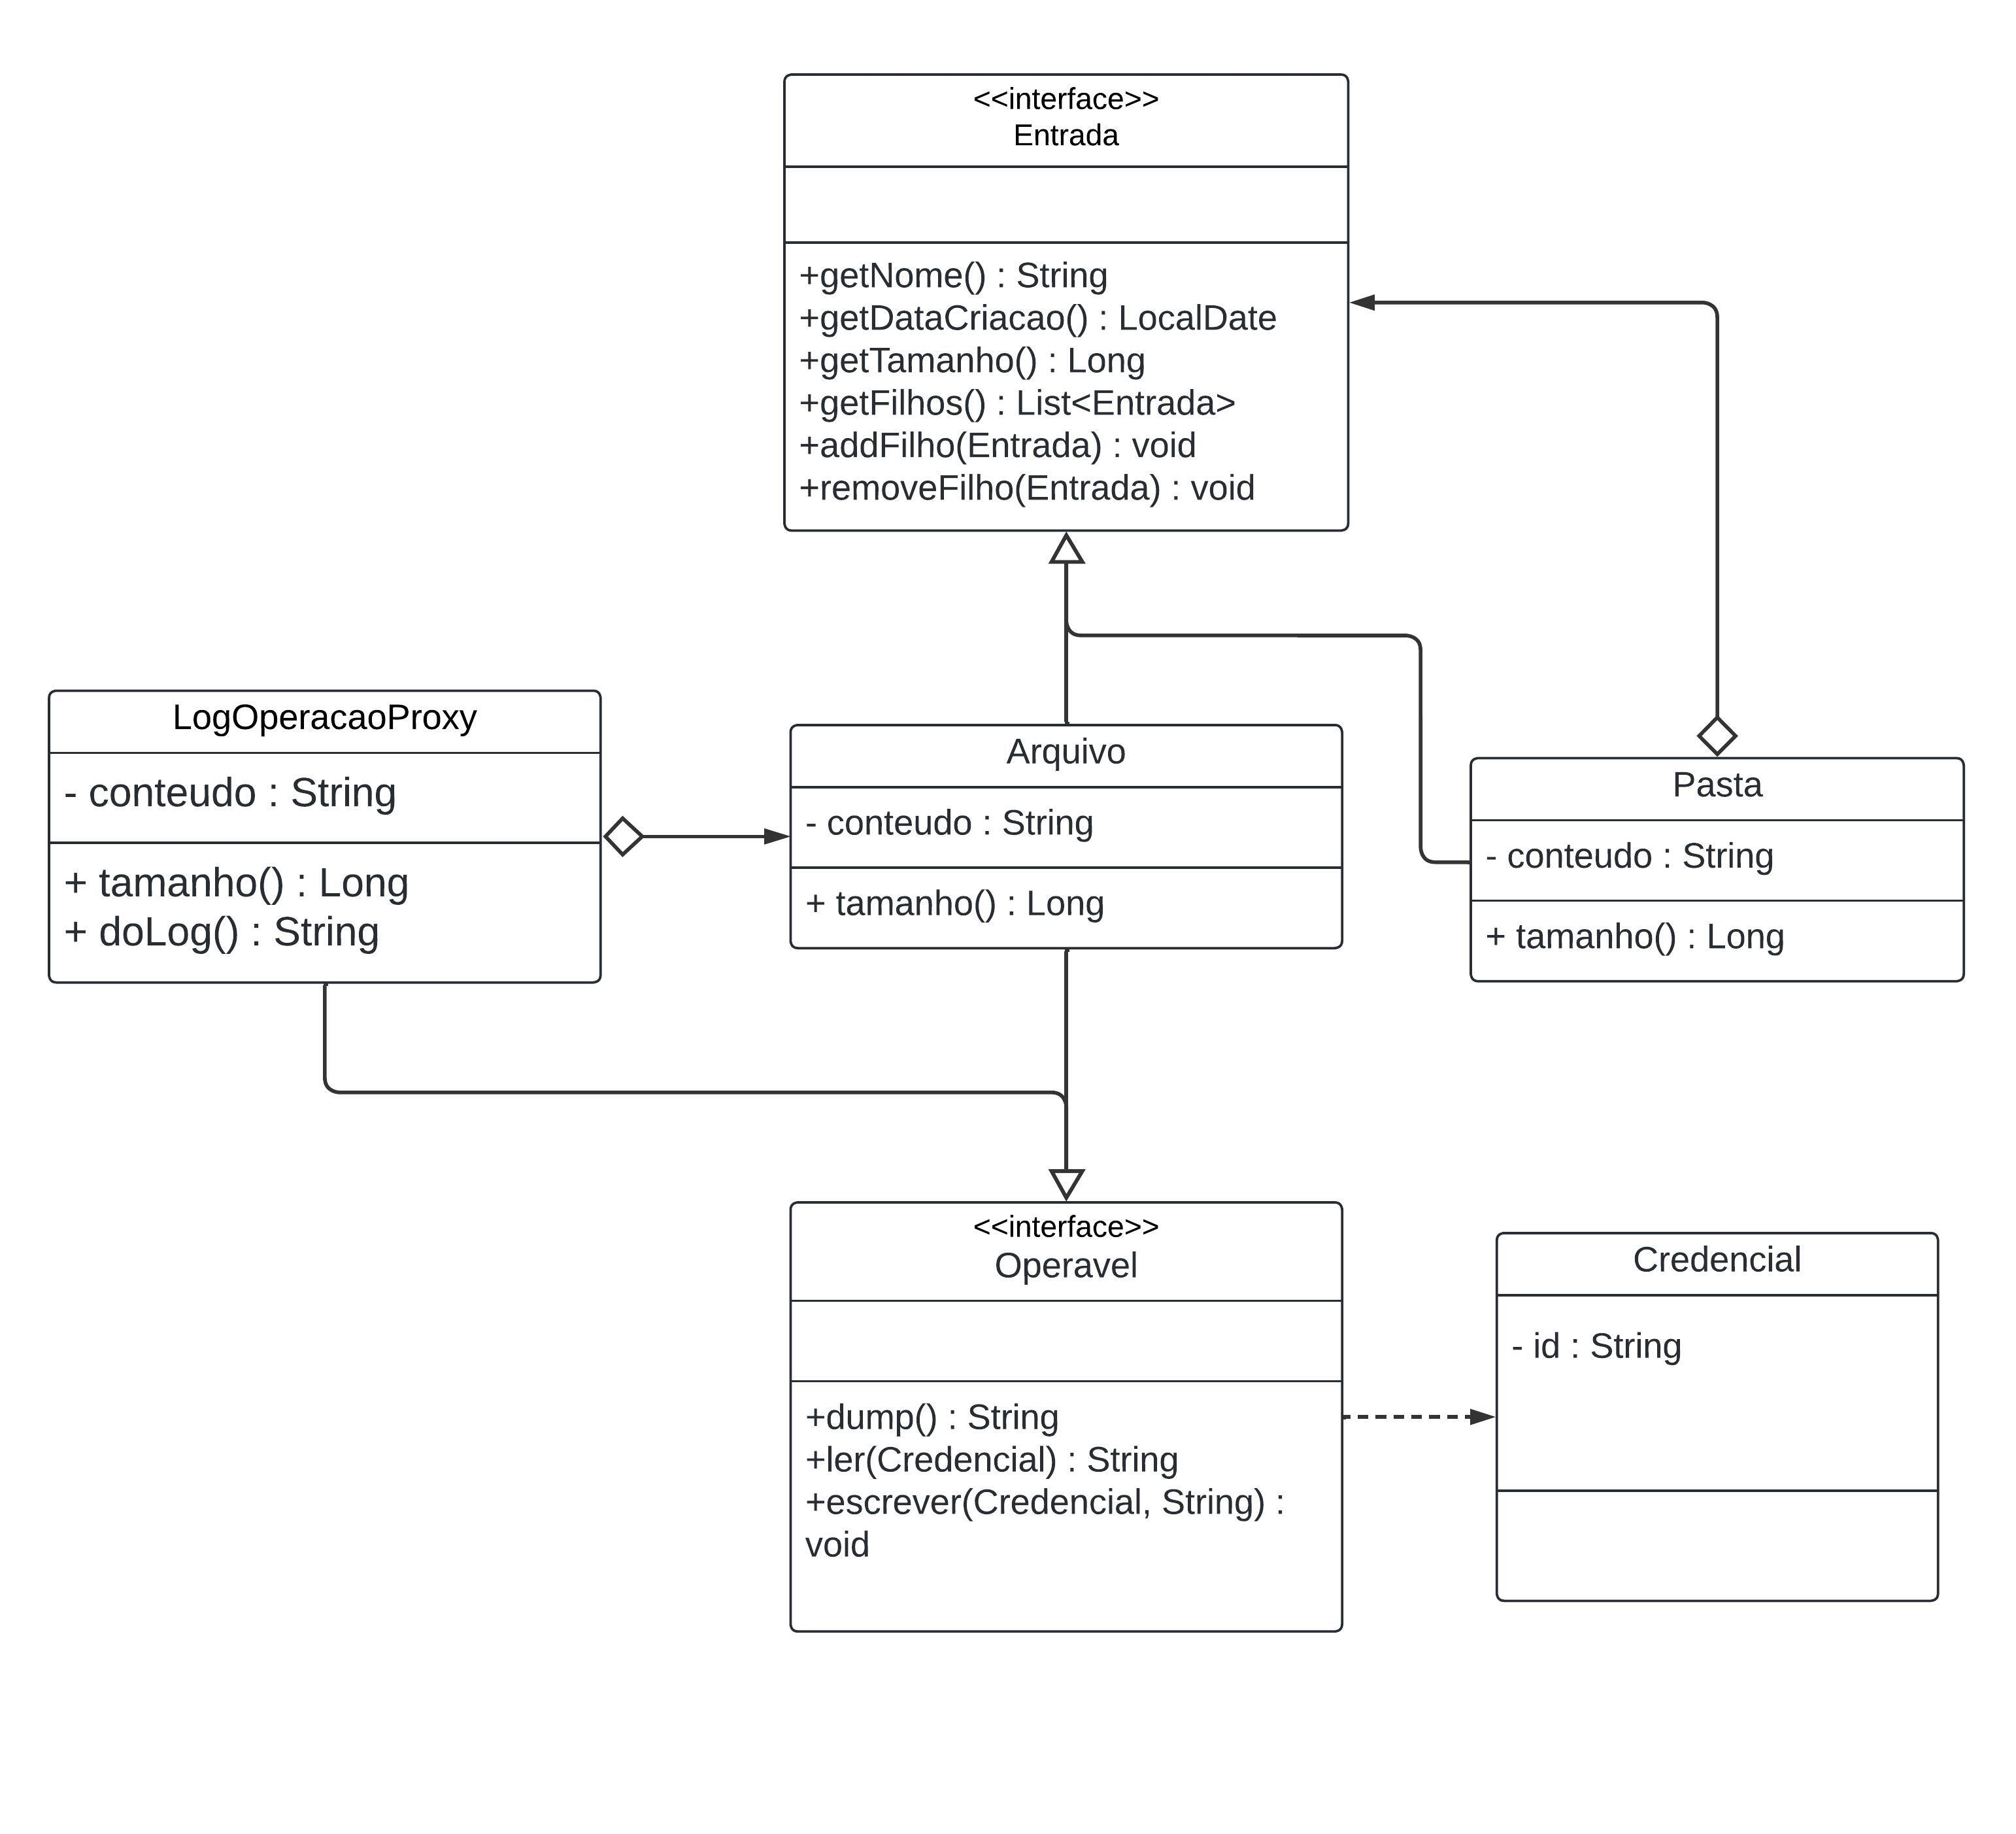 <<interface>>
Entrada
+getNome() : String
+getDataCriacao() : LocalDate
+getTamanho() : Long
+getFilhos() : List<Entrada>
+addFilho(Entrada) : void
+removeFilho(Entrada) : void
LogOperacaoProxy
- conteudo : String
+ tamanho() : Long
+ doLog() : String
Arquivo
- conteudo : String
+ tamanho() : Long
Pasta
- conteudo : String
+ tamanho() : Long
<<interface>>
Operavel
+dump() : String
+ler(Credencial) : String
+escrever(Credencial, String) :
void
Credencial
- id : String